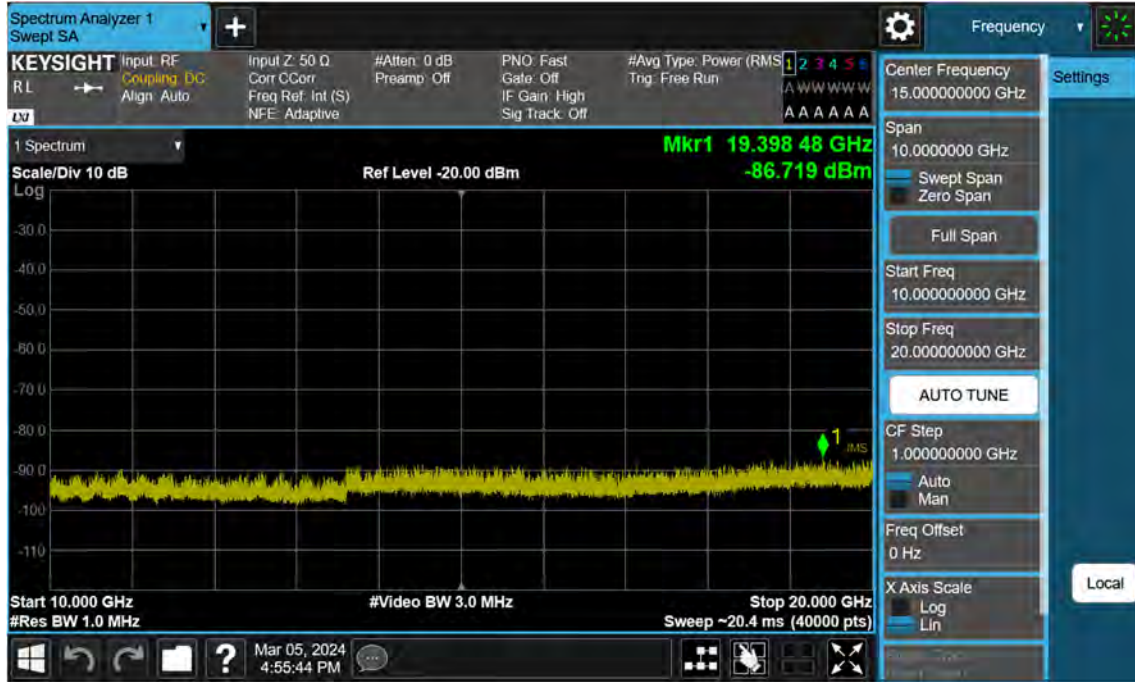 Spectrum Analyzer 1
Swept SA
Frequency
KEYSIGHT
R L
LXI
Input: RF
Coupling: DC
Align: Auto
Input Z: 50 Ω
Corr CCorr
Freq Ref: Int (S)
NFE: Adaptive
#Atten: 0 dB
Preamp: Off
PNO: Fast
Gate: Off
IF Gain: High
Sig Track: Off
#Avg Type: Power (RMS
Trig: Free Run
1 2 3 4 5 6
A W W W W W
A A A A A A
1 Spectrum
Scale/Div 10 dB
Ref Level -20.00 dBm
Mkr1 19.398 48 GHz
-86.719 dBm
Log
-30.0
-40.0
-50.0
-60.0
-70.0
-80.0
-90.0
-100
-110
1
Start 10.000 GHz
#Video BW 3.0 MHz
Stop 20.000 GHz
#Res BW 1.0 MHz
Sweep ~20.4 ms (40000 pts)
Mar 05, 2024
4:55:44 PM
Center Frequency
15.000000000 GHz
Span
10.0000000 GHz
Swept Span
Zero Span
Full Span
Start Freq
10.000000000 GHz
Stop Freq
20.000000000 GHz
AUTO TUNE
CF Step
1.000000000 GHz
Auto
Man
Freq Offset
0 Hz
X Axis Scale
Log
Lin
Settings
Local